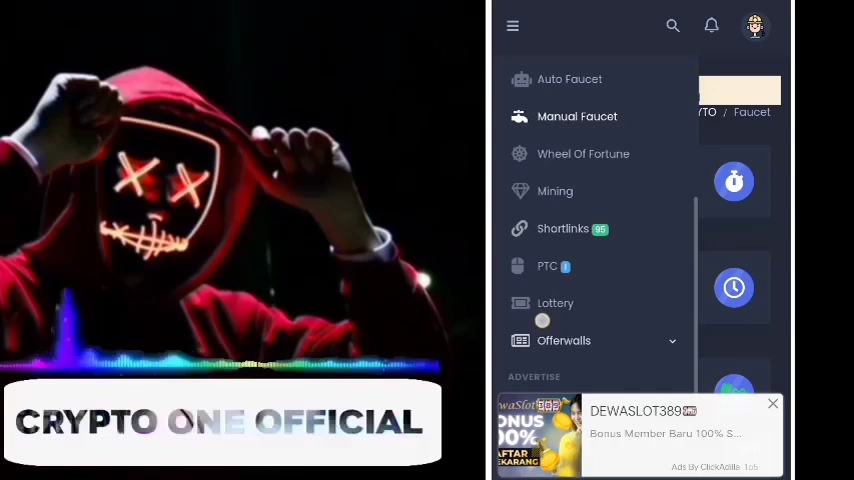 CRYPTO ONE OFFICIAL
Auto Faucet
Manual Faucet
Wheel Of Fortune
Mining
Shortlinks 95
PTC 1
Lottery
Offerwalls
ADVERTISE
YTO / Faucet
DEWASLOT389
Bonus Member Baru 100% S...
Ads By ClickAdilla